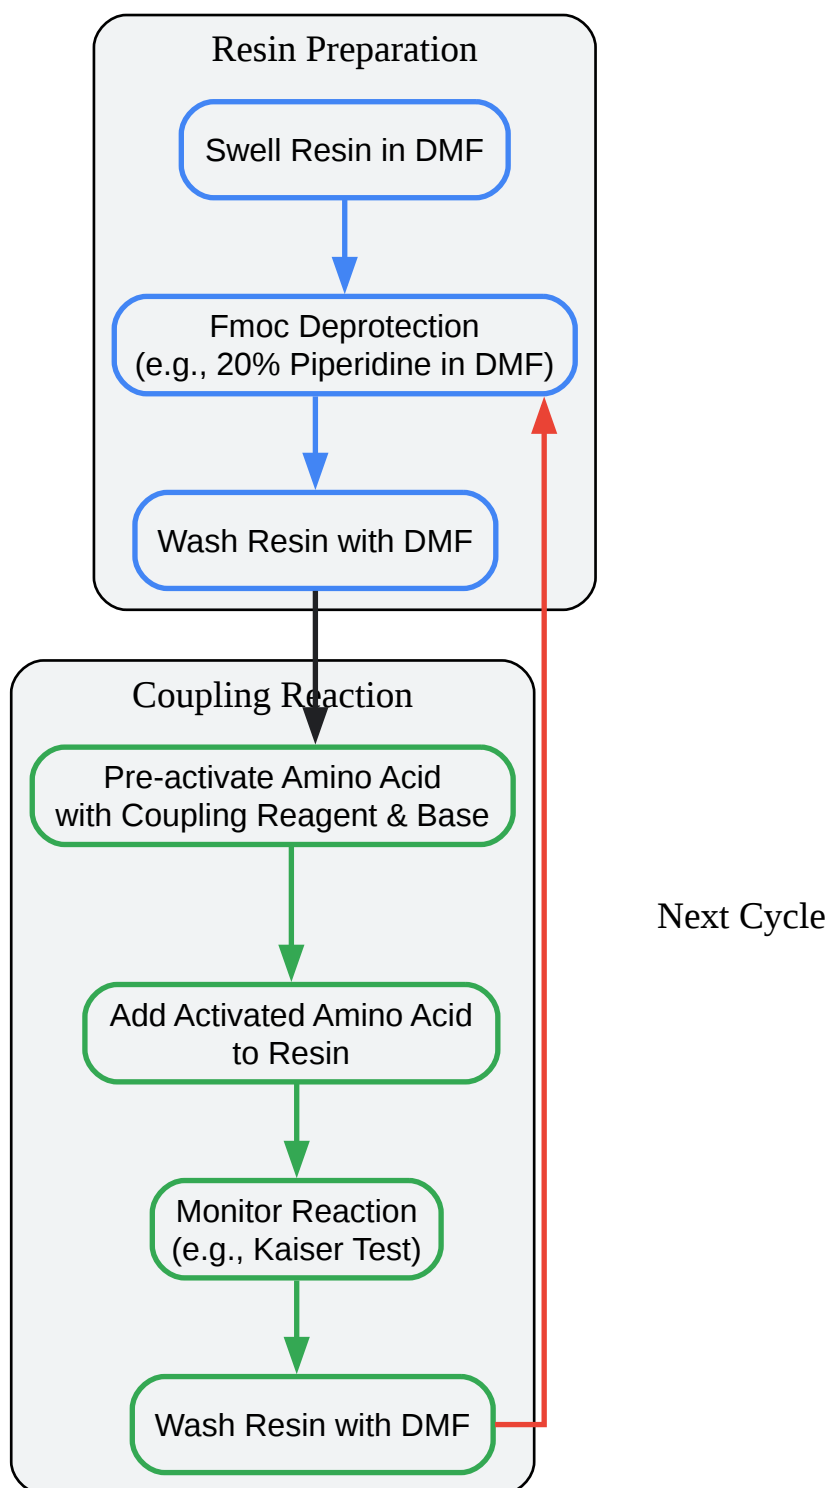 Resin Preparation
Swell Resin in DMF
Fmoc Deprotection
(e.g., 20% Piperidine in DMF)
Wash Resin with DMF
Coupling Reaction
Pre-activate Amino Acid
with Coupling Reagent & Base
Next Cycle
Add Activated Amino Acid
to Resin
Monitor Reaction
(e.g., Kaiser Test)
Wash Resin with DMF